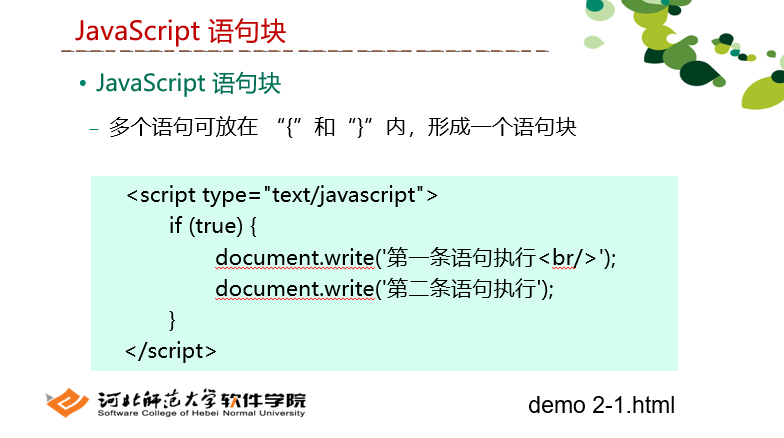 JavaScript 语句块
• JavaScript 语句块
– 多个语句可放在 “{”和“}”内，形成一个语句块
<script type="text/javascript">
if (true) {
document.write('第一条语句执行<br/>');
document.write('第二条语句执行');
}
</script>
河北师范大学软件学院
Software College of Hebei Normal University
demo 2-1.html